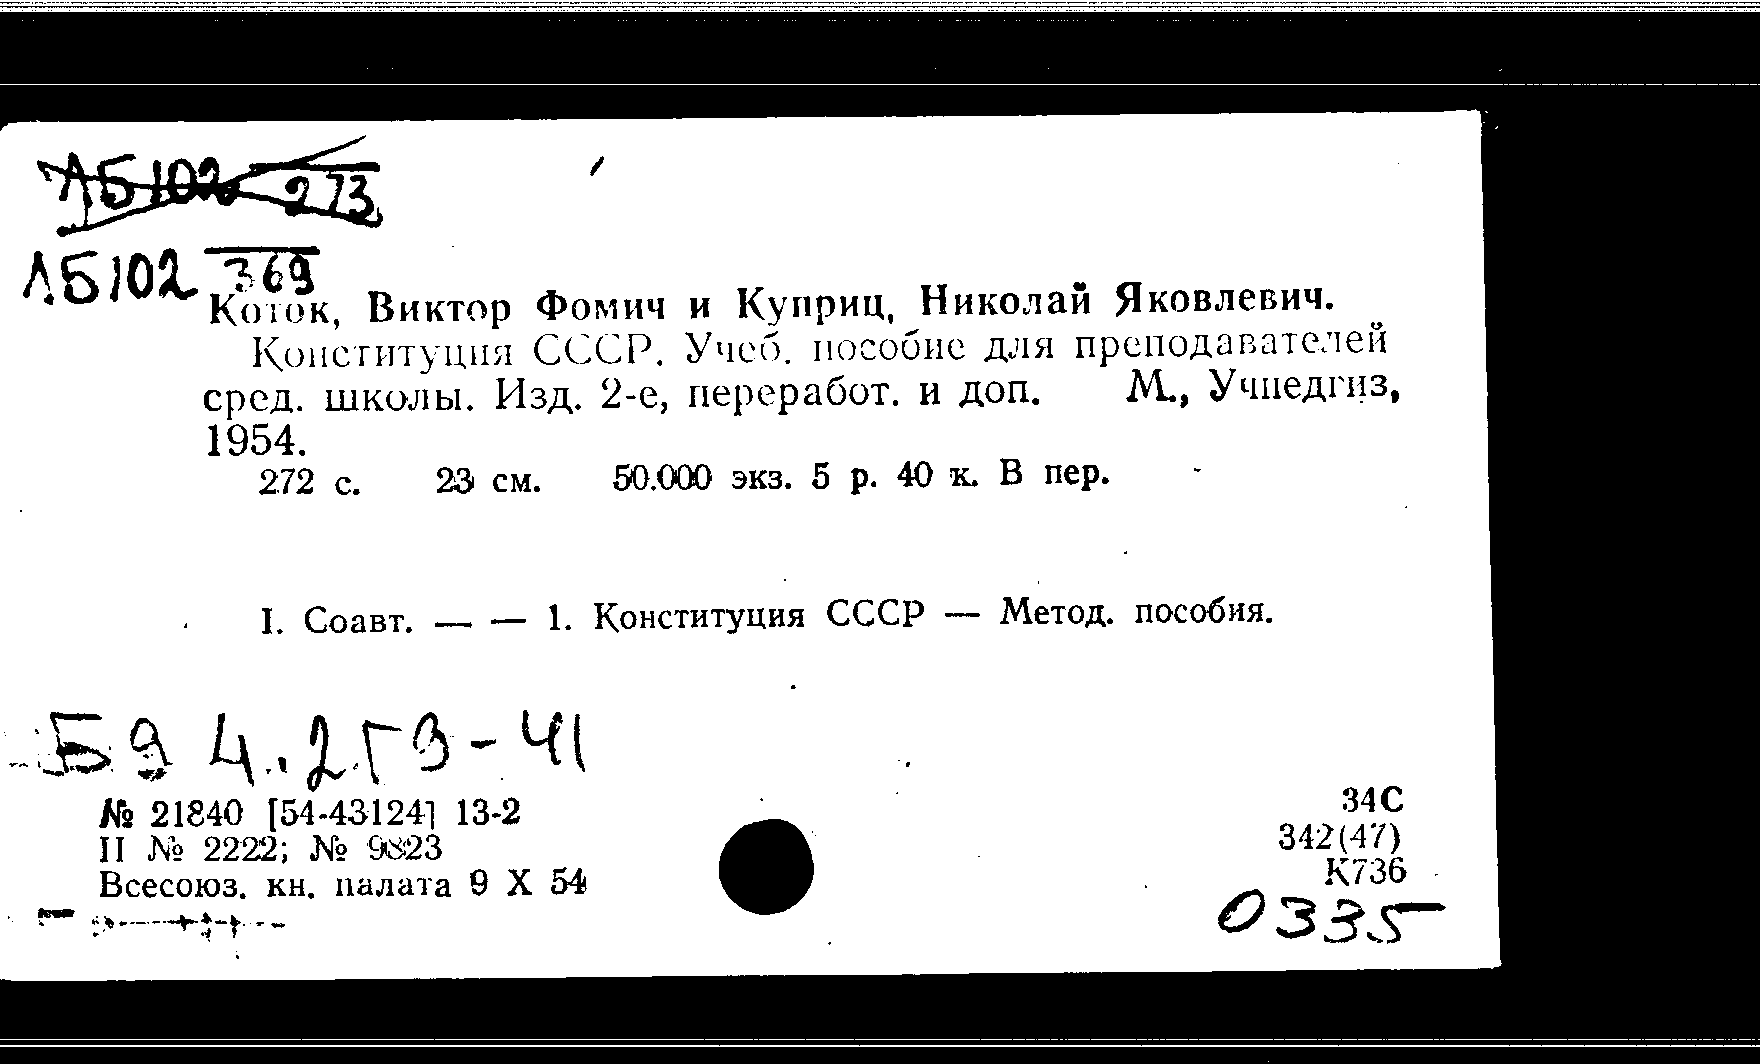 ЛБ102 273
ЛБ102 369
Коток, Виктор Фомич и Куприц, Николай Яковлевич.
Конституция СССР. Учеб. пособие для преподавателей
сред. школы. Изд. 2-е, переработ. и доп. М., Учпедгиз,
1954.
272 с. 23 см. 50.000 экз. 5 р. 40 к. В пер.
I. Соавт. — — 1. Конституция СССР — Метод. пособия.
Б9 4.2Г9-41
№ 21840 [54-43124] 13-2
II № 2222; № 9823
Всесоюз. кн. палата 9 X 54
34С
342(47)
К736
0335